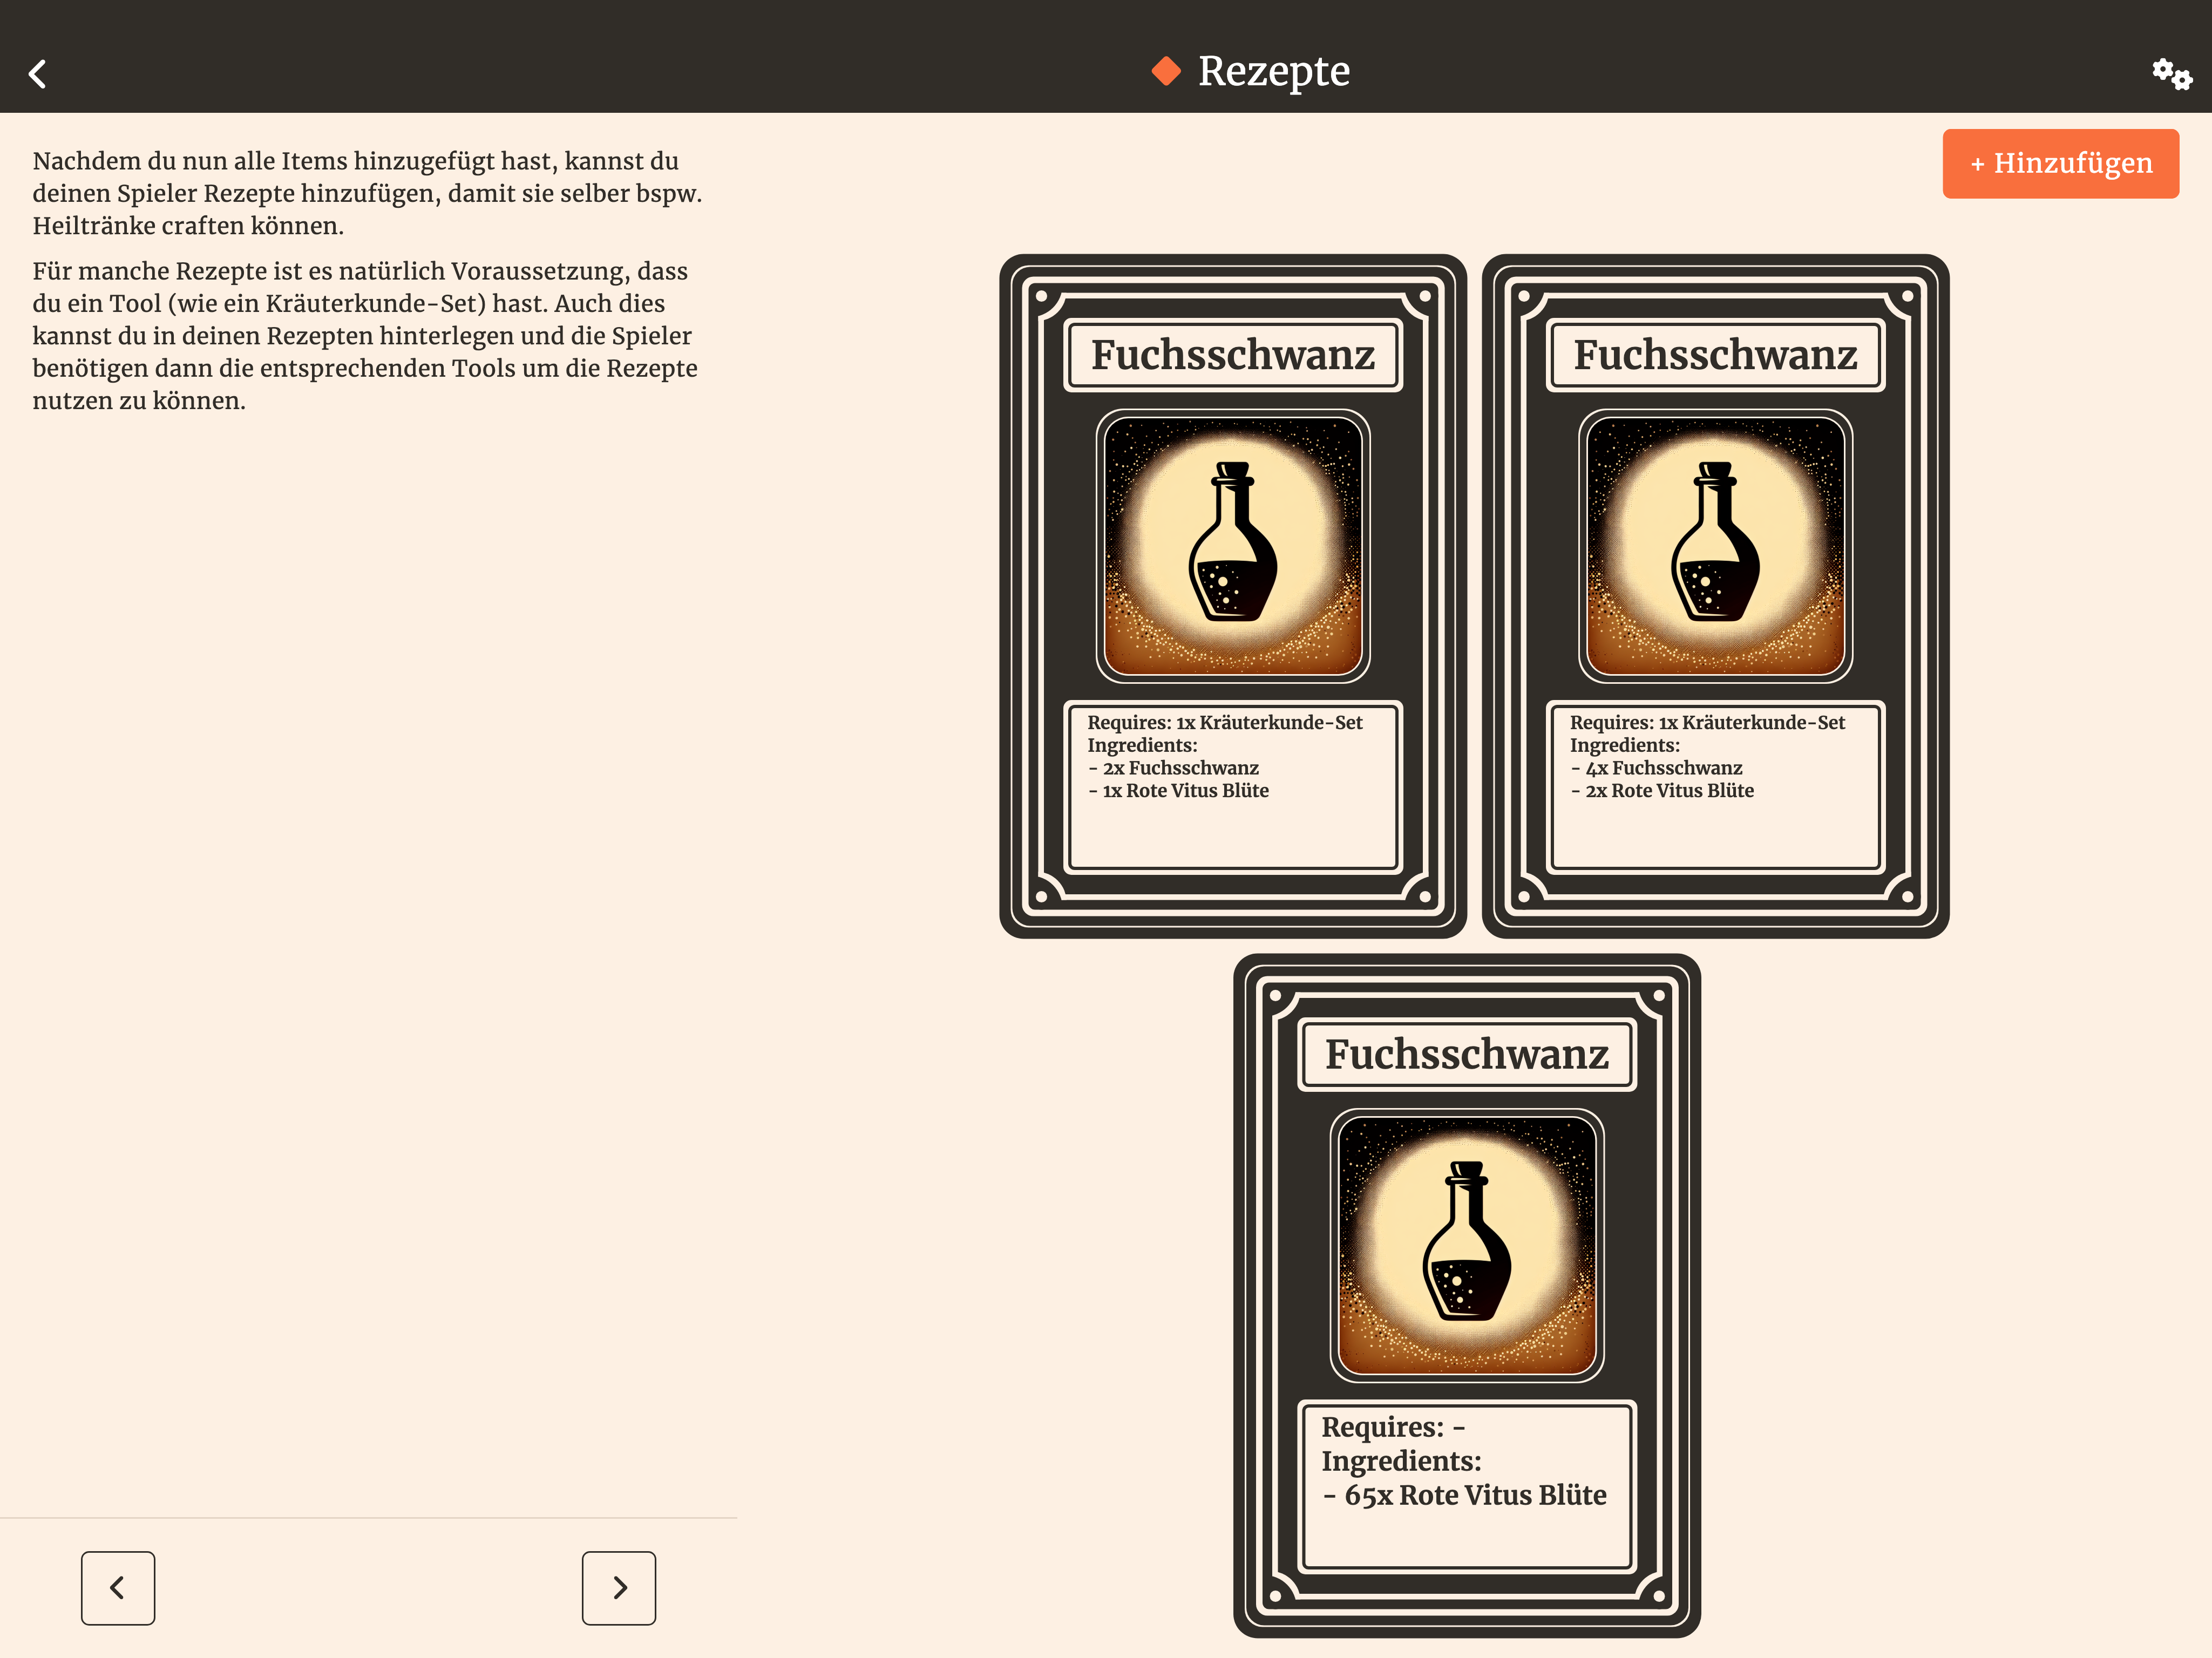 Rezepte
Nachdem du nun alle Items hinzugefügt hast, kannst du
deinen Spieler Rezepte hinzufügen, damit sie selber bspw.
Heiltränke craften können.
Für manche Rezepte ist es natürlich Voraussetzung, dass
du ein Tool (wie ein Kräuterkunde-Set) hast. Auch dies
kannst du in deinen Rezepten hinterlegen und die Spieler
benötigen dann die entsprechenden Tools um die Rezepte
nutzen zu können.
+ Hinzufügen
Fuchsschwanz
Requires: 1x Kräuterkunde-Set
Ingredients:
- 2x Fuchsschwanz
- 1x Rote Vitus Blüte
Fuchsschwanz
Requires: 1x Kräuterkunde-Set
Ingredients:
- 4x Fuchsschwanz
- 2x Rote Vitus Blüte
Fuchsschwanz
Requires: -
Ingredients:
- 65x Rote Vitus Blüte